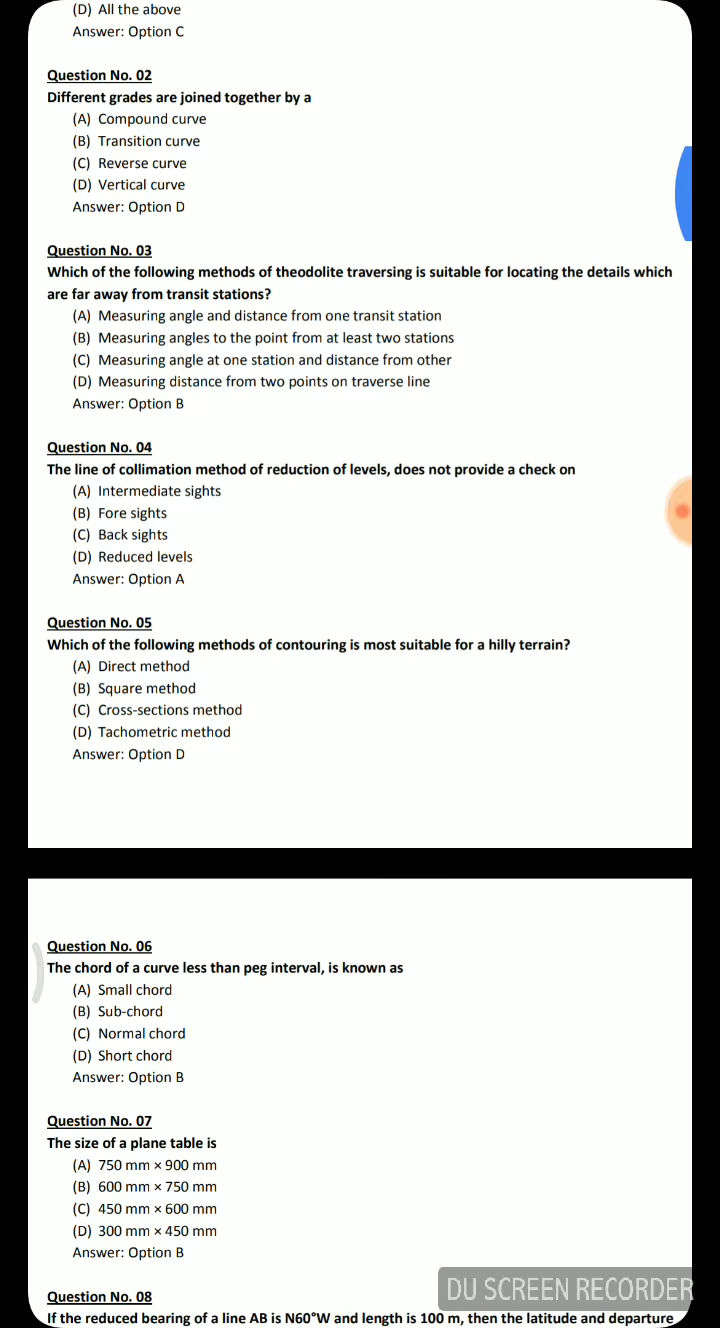 (D) All the above
Answer: Option C
Question No. 02
Different grades are joined together by a
(A) Compound curve
(B) Transition curve
(C) Reverse curve
(D) Vertical curve
Answer: Option D
Question No. 03
Which of the following methods of theodolite traversing is suitable for locating the details which
are far away from transit stations?
(A) Measuring angle and distance from one transit station
(B) Measuring angles to the point from at least two stations
(C) Measuring angle at one station and distance from other
(D) Measuring distance from two points on traverse line
Answer: Option B
Question No. 04
The line of collimation method of reduction of levels, does not provide a check on
(A) Intermediate sights
(B) Fore sights
(C) Back sights
(D) Reduced levels
Answer: Option A
Question No. 05
Which of the following methods of contouring is most suitable for a hilly terrain?
(A) Direct method
(B) Square method
(C) Cross-sections method
(D) Tachometric method
Answer: Option D
Question No. 06
The chord of a curve less than peg interval, is known as
(A) Small chord
(B) Sub-chord
(C) Normal chord
(D) Short chord
Answer: Option B
Question No. 07
The size of a plane table is
(A) 750 mm × 900 mm
(B) 600 mm × 750 mm
(C) 450 mm × 600 mm
(D) 300 mm × 450 mm
Answer: Option B
DU SCREEN RECORDER
Question No. 08
If the reduced bearing of a line AB is N60°W and length is 100 m, then the latitude and departure